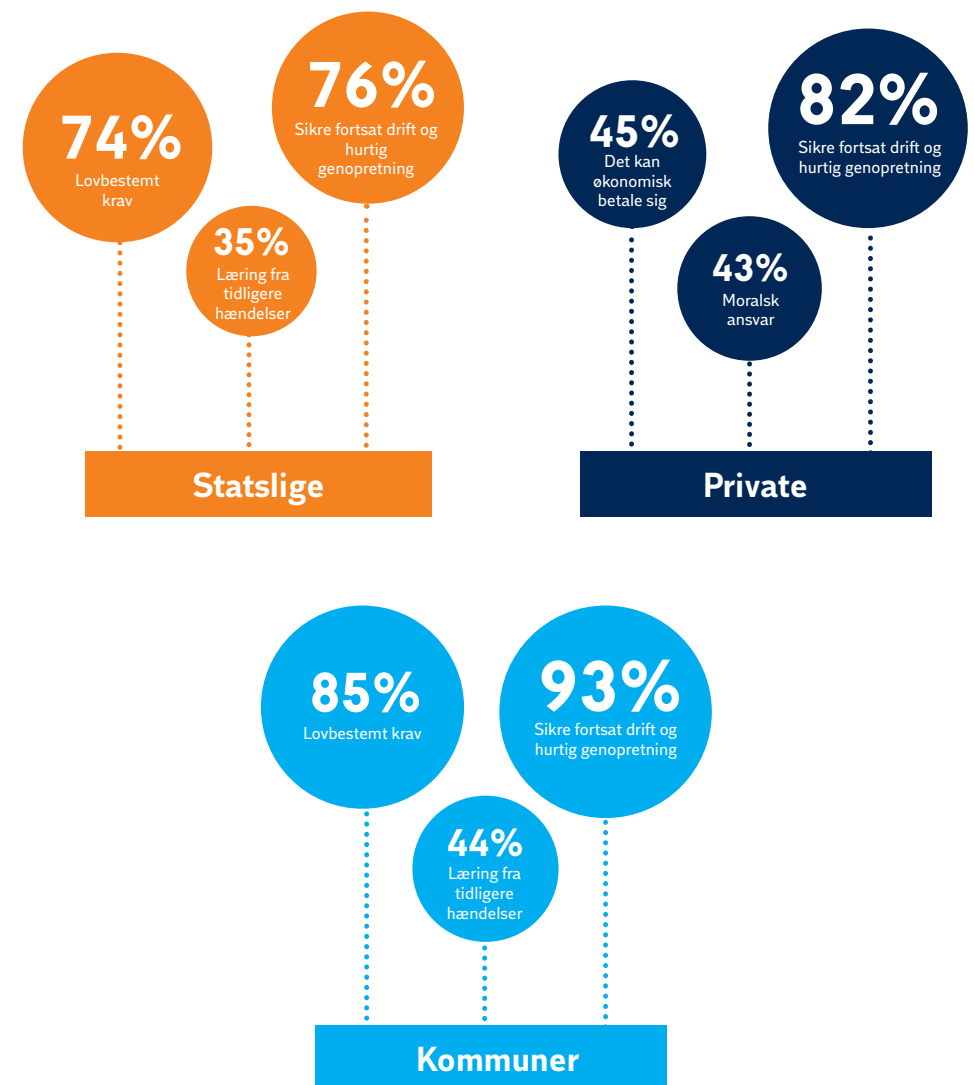 74%
Lovbestemt
krav
35%
Læring fra
tidligere
hændelser
76%
Sikre fortsat drift og
hurtig
genopretning
Statslige
45%
Det kan
økonomisk
betale sig
43%
Moralsk
ansvar
82%
Sikre fortsat drift og
hurtig genopretning
Private
85%
Lovbestemt krav
44%
Læring fra
tidligere
hændelser
93%
Sikre fortsat drift og
hurtig genopretning
Kommuner